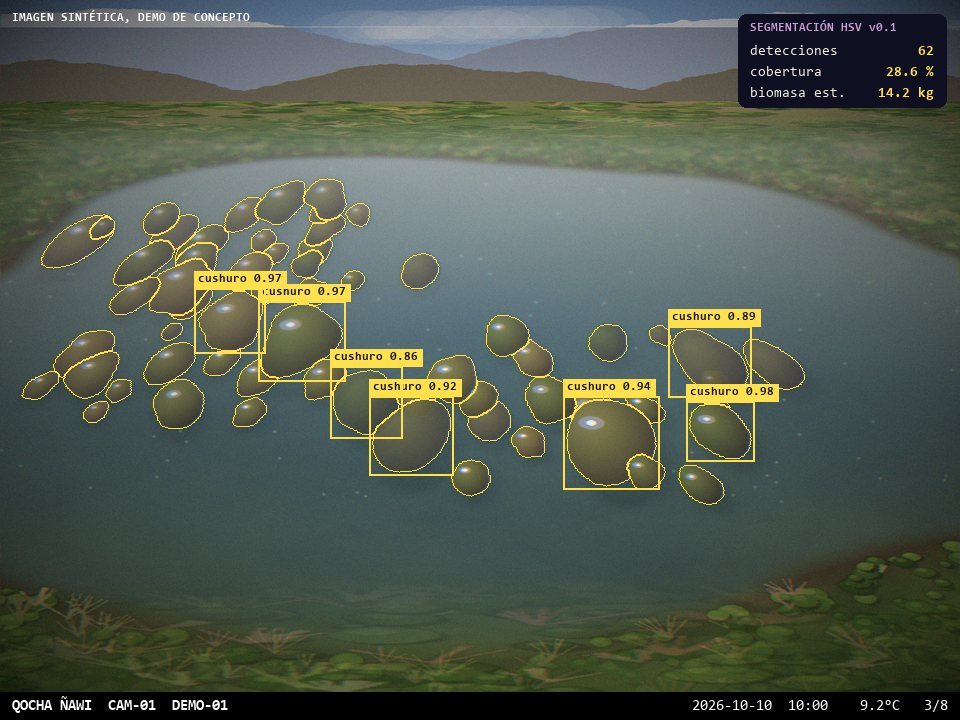 IMAGEN SINTÉTICA, DEMO DE CONCEPTO
SEGMENTACIÓN HSV v0.1
detecciones 62
cobertura 28.6 %
biomasa est. 14.2 kg
cushuro 0.97
cushuro 0.97
cushuro 0.89
cushuro 0.86
cushuro 0.92
cushuro 0.94
cushuro 0.98
QOCHA ÑAWI CAM-01 DEMO-01
2026-10-10 10:00 9.2°C 3/8